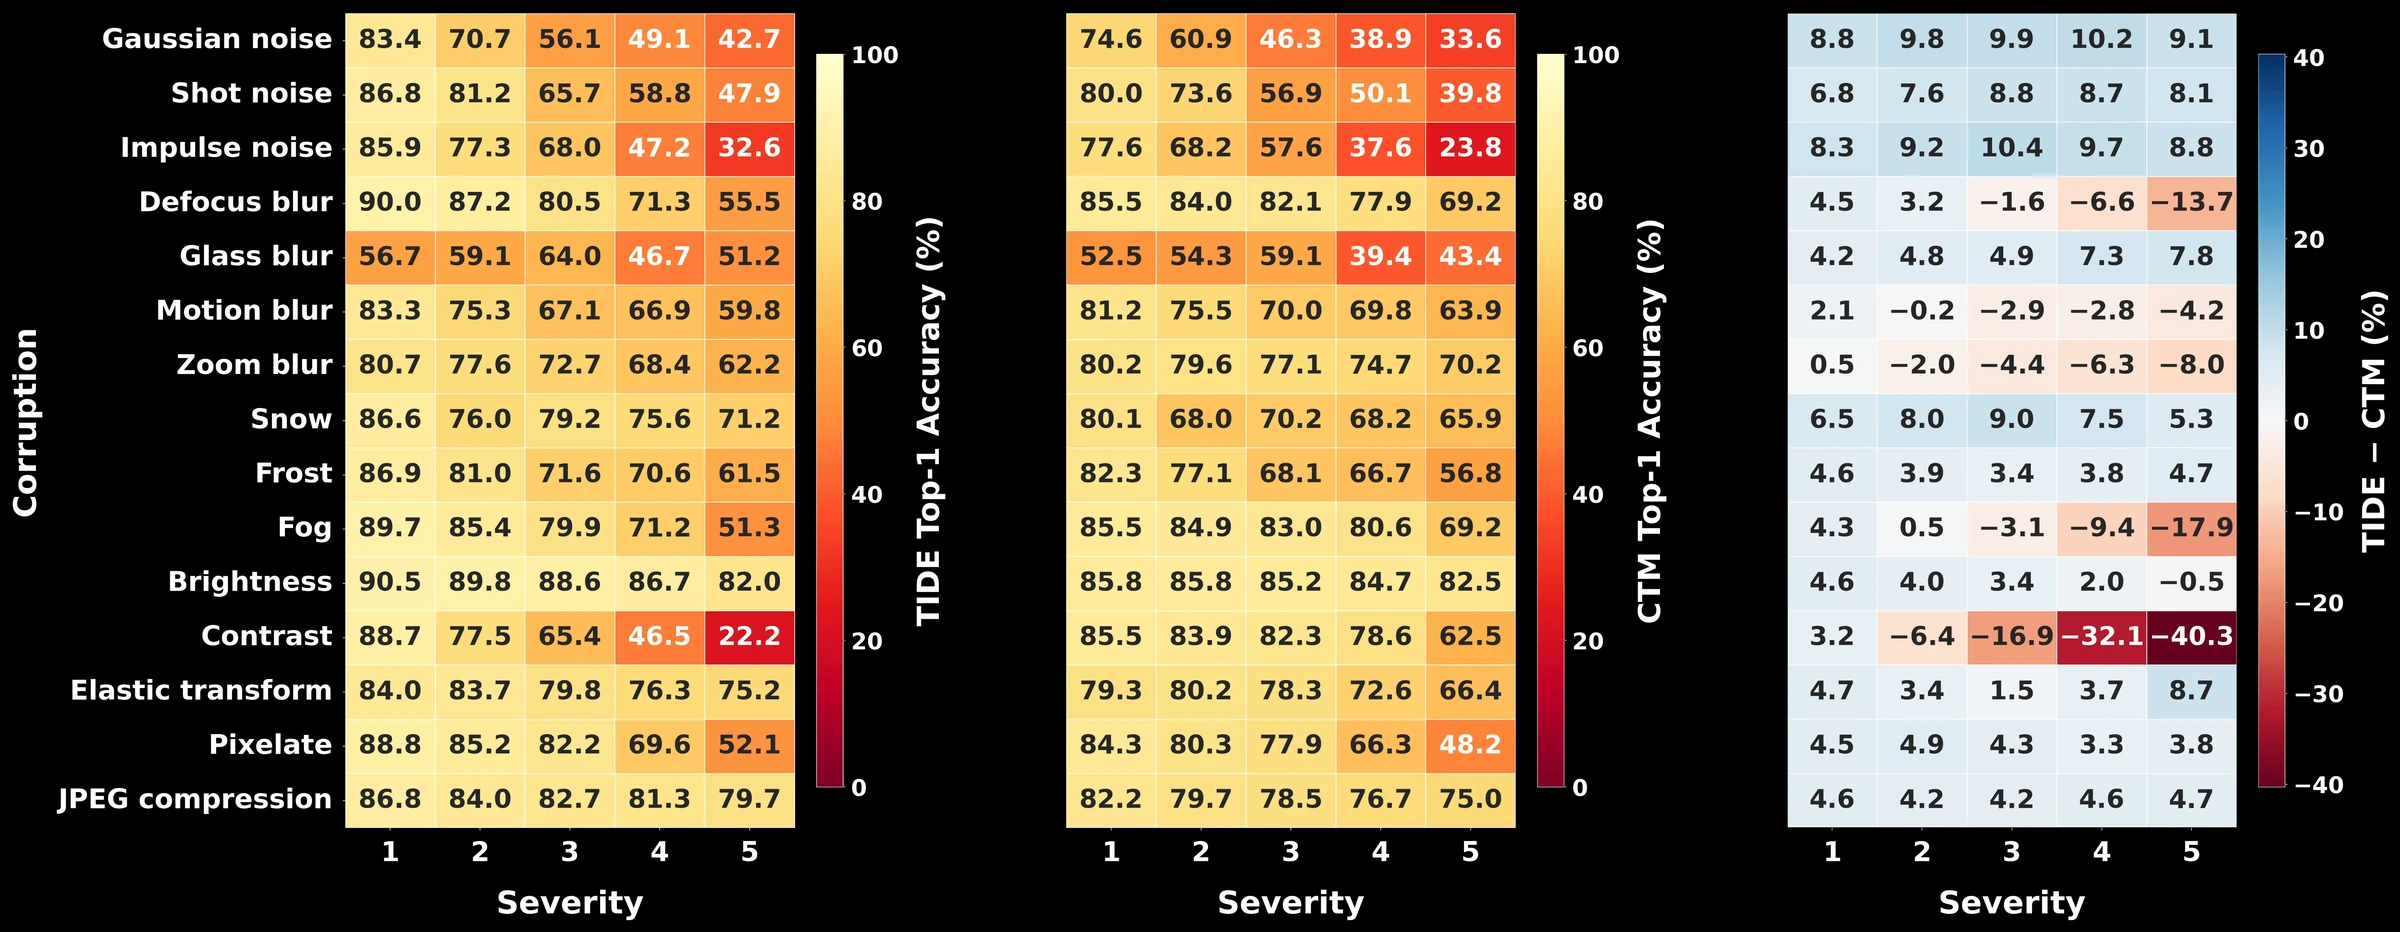 Corruption
Gaussian noise 83.4 70.7 56.1 49.1 42.7 74.6 60.9 46.3 38.9 33.6 8.8 9.8 9.9 10.2 9.1
Shot noise 86.8 81.2 65.7 58.8 47.9 80.0 73.6 56.9 50.1 39.8 6.8 7.6 8.8 8.7 8.1
Impulse noise 85.9 77.3 68.0 47.2 32.6 77.6 68.2 57.6 37.6 23.8 8.3 9.2 10.4 9.7 8.8
Defocus blur 90.0 87.2 80.5 71.3 55.5 85.5 84.0 82.1 77.9 69.2 4.5 3.2 −1.6 −6.6 −13.7
Glass blur 56.7 59.1 64.0 46.7 51.2 52.5 54.3 59.1 39.4 43.4 4.2 4.8 4.9 7.3 7.8
Motion blur 83.3 75.3 67.1 66.9 59.8 81.2 75.5 70.0 69.8 63.9 2.1 −0.2 −2.9 −2.8 −4.2
Zoom blur 80.7 77.6 72.7 68.4 62.2 80.2 79.6 77.1 74.7 70.2 0.5 −2.0 −4.4 −6.3 −8.0
Snow 86.6 76.0 79.2 75.6 71.2 80.1 68.0 70.2 68.2 65.9 6.5 8.0 9.0 7.5 5.3
Frost 86.9 81.0 71.6 70.6 61.5 82.3 77.1 68.1 66.7 56.8 4.6 3.9 3.4 3.8 4.7
Fog 89.7 85.4 79.9 71.2 51.3 85.5 84.9 83.0 80.6 69.2 4.3 0.5 −3.1 −9.4 −17.9
Brightness 90.5 89.8 88.6 86.7 82.0 85.8 85.8 85.2 84.7 82.5 4.6 4.0 3.4 2.0 −0.5
Contrast 88.7 77.5 65.4 46.5 22.2 85.5 83.9 82.3 78.6 62.5 3.2 −6.4 −16.9 −32.1 −40.3
Elastic transform 84.0 83.7 79.8 76.3 75.2 79.3 80.2 78.3 72.6 66.4 4.7 3.4 1.5 3.7 8.7
Pixelate 88.8 85.2 82.2 69.6 52.1 84.3 80.3 77.9 66.3 48.2 4.5 4.9 4.3 3.3 3.8
JPEG compression 86.8 84.0 82.7 81.3 79.7 82.2 79.7 78.5 76.7 75.0 4.6 4.2 4.2 4.6 4.7
1 2 3 4 5
Severity
100
80
60
40
20
0
TIDE Top-1 Accuracy (%)
1 2 3 4 5
Severity
100
80
60
40
20
0
CTM Top-1 Accuracy (%)
1 2 3 4 5
Severity
40
30
20
10
0
−10
−20
−30
−40
TIDE − CTM (%)